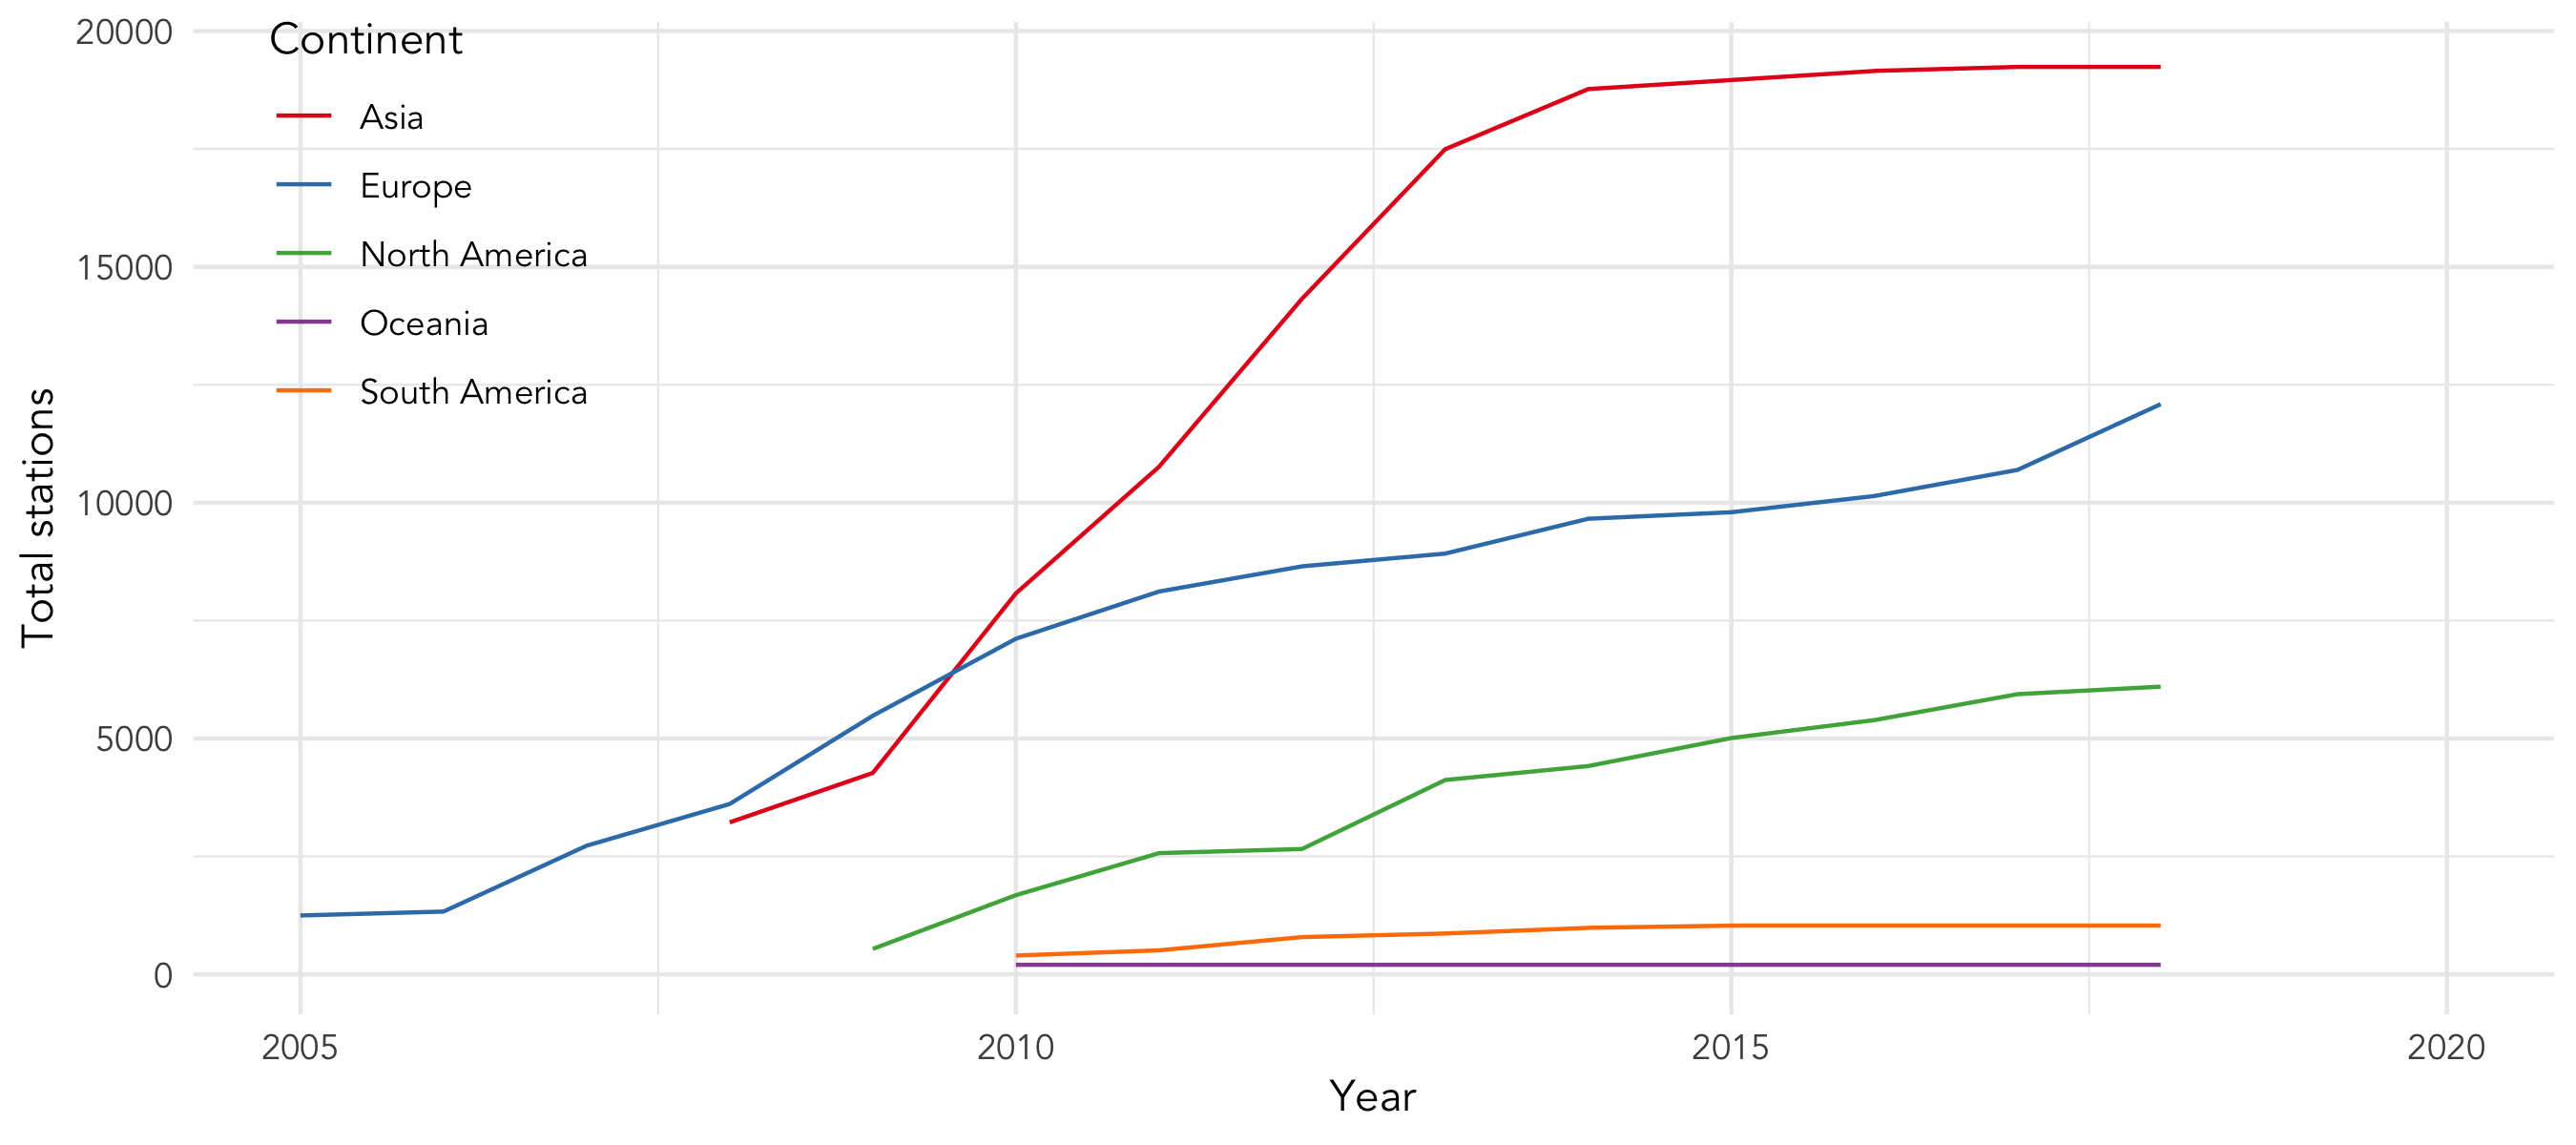 Continent
Asia
Europe
North America
Oceania
South America
Total stations
20000
15000
10000
5000
0
2005 2010 2015 2020
Year